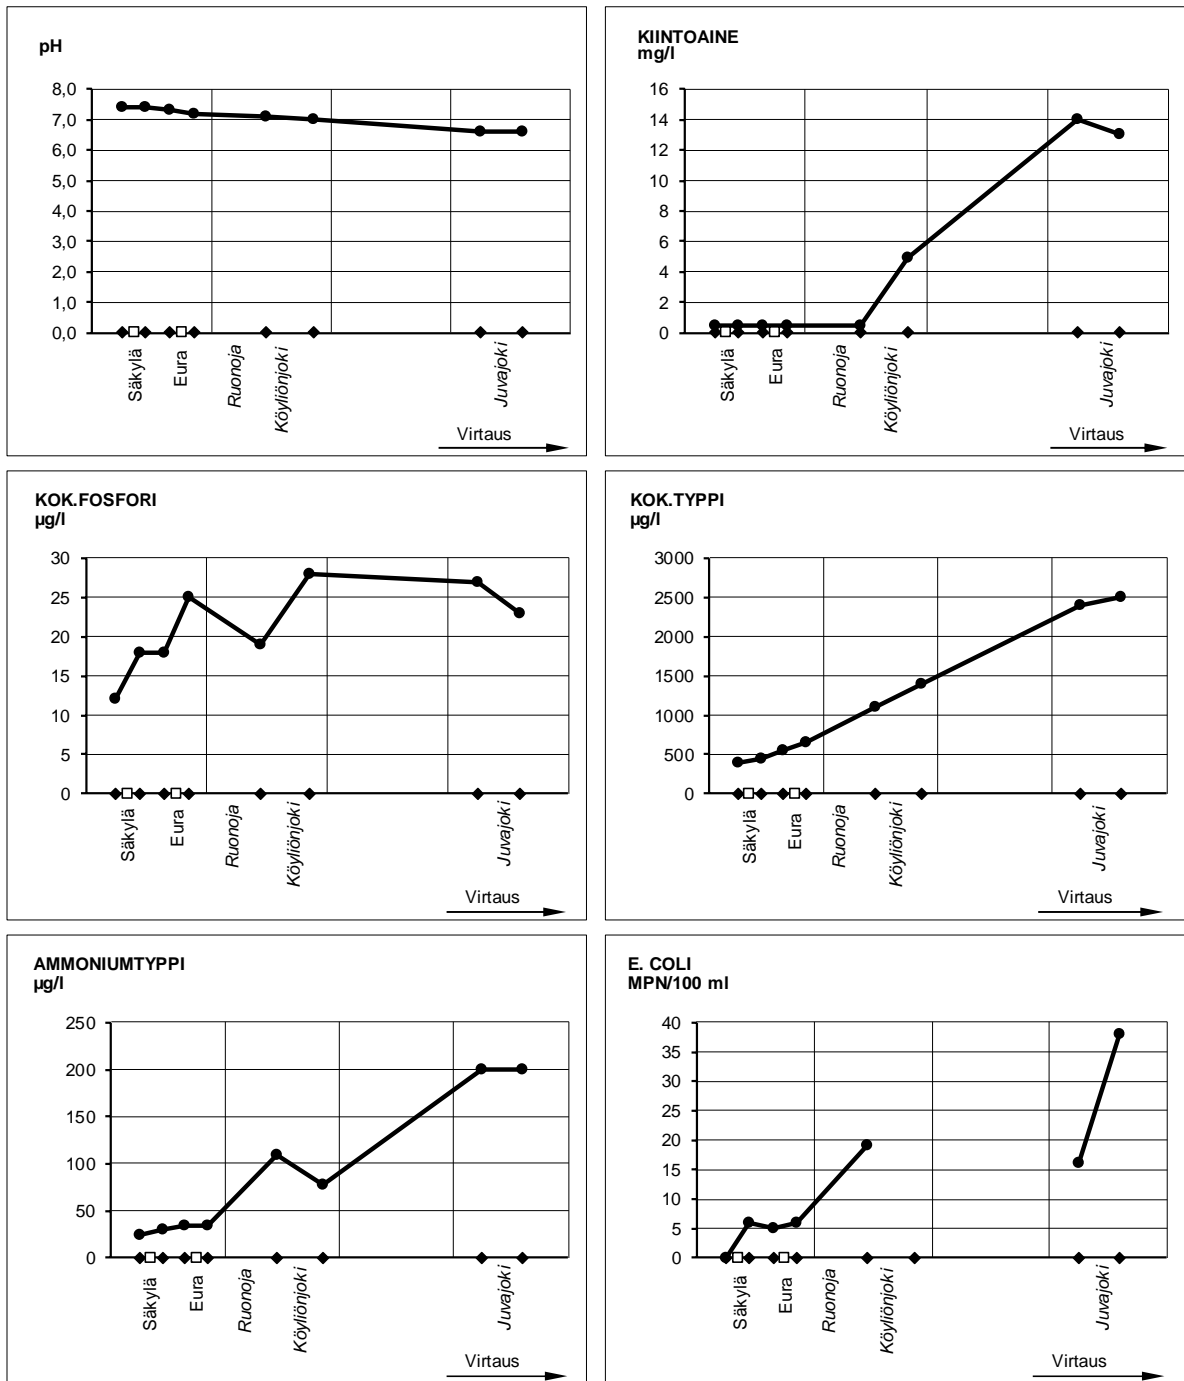 pH
8,0
7,0
6,0
5,0
4,0
3,0
2,0
1,0
0,0
Säkylä
Eura
Ruonoja
Köyliönjoki
Juvajoki
Virtaus
KIINTOAINE
mg/l
16
14
12
10
8
6
4
2
0
Säkylä
Eura
Ruonoja
Köyliönjoki
Juvajoki
Virtaus
KOK.FOSFORI
µg/l
30
25
20
15
10
5
0
Säkylä
Eura
Ruonoja
Köyliönjoki
Juvajoki
Virtaus
KOK.TYPPI
µg/l
3000
2500
2000
1500
1000
500
0
Säkylä
Eura
Ruonoja
Köyliönjoki
Juvajoki
Virtaus
AMMONIUMTYPPI
µg/l
250
200
150
100
50
0
Säkylä
Eura
Ruonoja
Köyliönjoki
Juvajoki
Virtaus
E. COLI
MPN/100 ml
40
35
30
25
20
15
10
5
0
Säkylä
Eura
Ruonoja
Köyliönjoki
Juvajoki
Virtaus